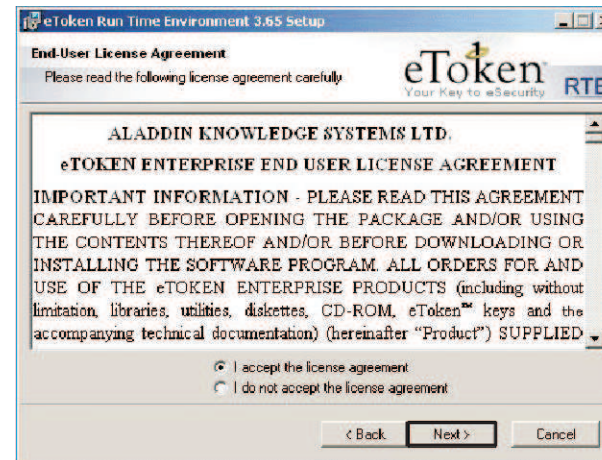 eToken Run Time Environment 3.65 Setup
End-User License Agreement
Please read the following license agreement carefully
eToken
Your Key to eSecurity
RTE
ALADDIN KNOWLEDGE SYSTEMS LTD.
eTOKEN ENTERPRISE END USER LICENSE AGREEMENT
IMPORTANT INFORMATION - PLEASE READ THIS AGREEMENT
CAREFULLY BEFORE OPENING THE PACKAGE AND/OR USING
THE CONTENTS THEREOF AND/OR BEFORE DOWNLOADING OR
INSTALLING THE SOFTWARE PROGRAM. ALL ORDERS FOR AND
USE OF THE eTOKEN ENTERPRISE PRODUCTS (including without
limitation, libraries, utilities, diskettes, CD-ROM, eToken™ keys and the
accompanying technical documentation) (hereinafter “Product”) SUPPLIED
I accept the license agreement
I do not accept the license agreement
< Back
Next >
Cancel